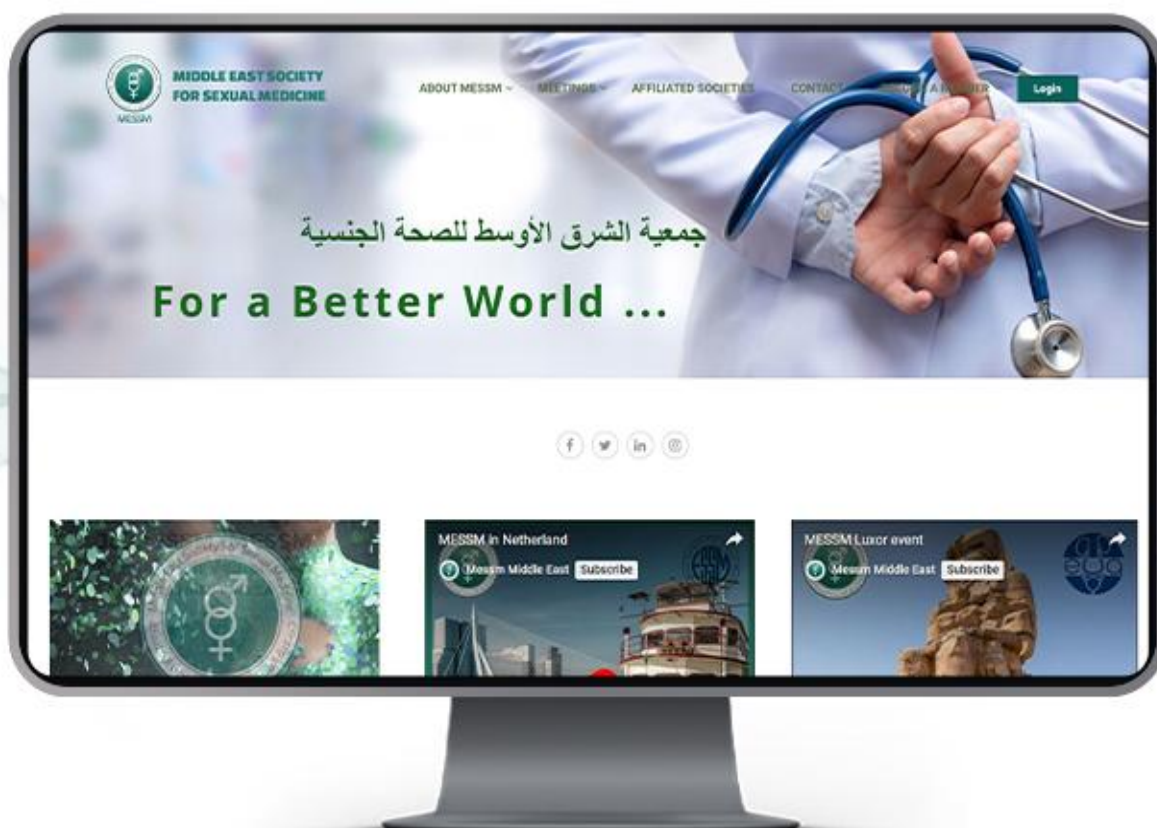 MIDDLE EAST SOCIETY
FOR SEXUAL MEDICINE
MESSM
ABOUT MESSM
MEETINGS
AFFILIATED SOCIETIES
CONTACT
Login
جمعية الشرق الأوسط للصحة الجنسية
For a Better World ...
MESSM in Netherland
Messm Middle East
Subscribe
MESSM Luxor event
Messm Middle East
Subscribe